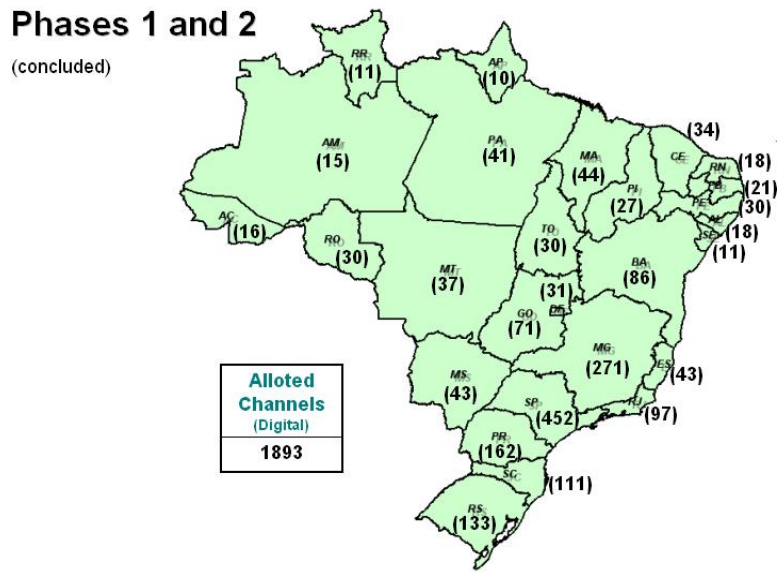 Phases 1 and 2
(concluded)
RR
(11)
AP
(10)
AM
(15)
PA
(41)
MA
(44)
PI
(27)
CE
(34)
RN
(18)
PB
(21)
PE
(30)
AL
(18)
SE
(11)
AC
(16)
RO
(30)
MT
(37)
TO
(30)
BA
(86)
(31)
DF
GO
(71)
MG
(271)
ES
(43)
MS
(43)
SP
(452)
RJ
(97)
PR
(162)
SC
(111)
RS
(133)
Alloted
Channels
(Digital)
1893